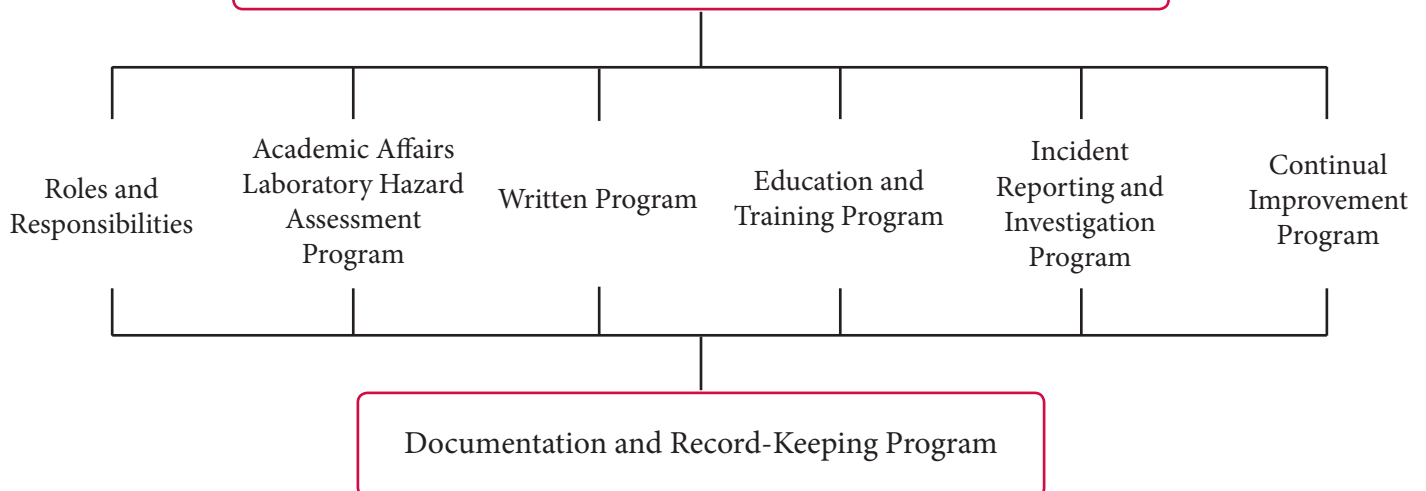 Roles and
Responsibilities
Academic Affairs
Laboratory Hazard
Assessment
Program
Written Program
Education and
Training Program
Incident
Reporting and
Investigation
Program
Continual
Improvement
Program
Documentation and Record-Keeping Program